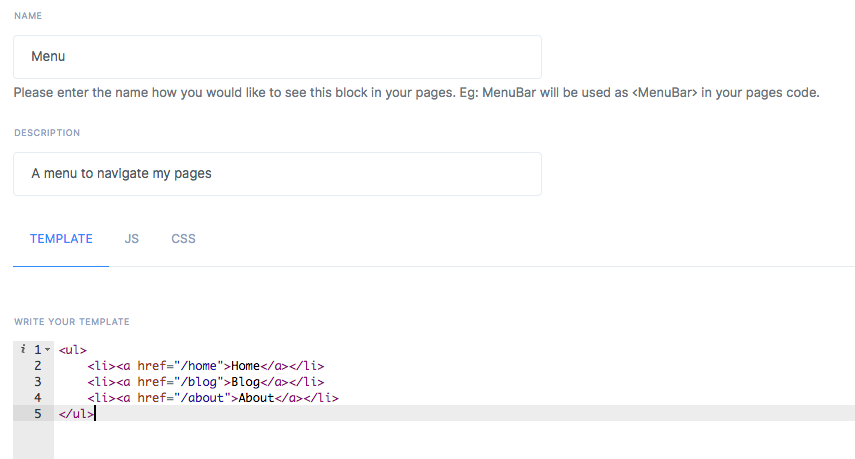 NAME
Menu
Please enter the name how you would like to see this block in your pages. Eg: MenuBar will be used as <MenuBar> in your pages code.
DESCRIPTION
A menu to navigate my pages
TEMPLATE JS CSS
WRITE YOUR TEMPLATE
i 1 <ul>
2     <li><a href="/home">Home</a></li>
3     <li><a href="/blog">Blog</a></li>
4     <li><a href="/about">About</a></li>
5 </ul>